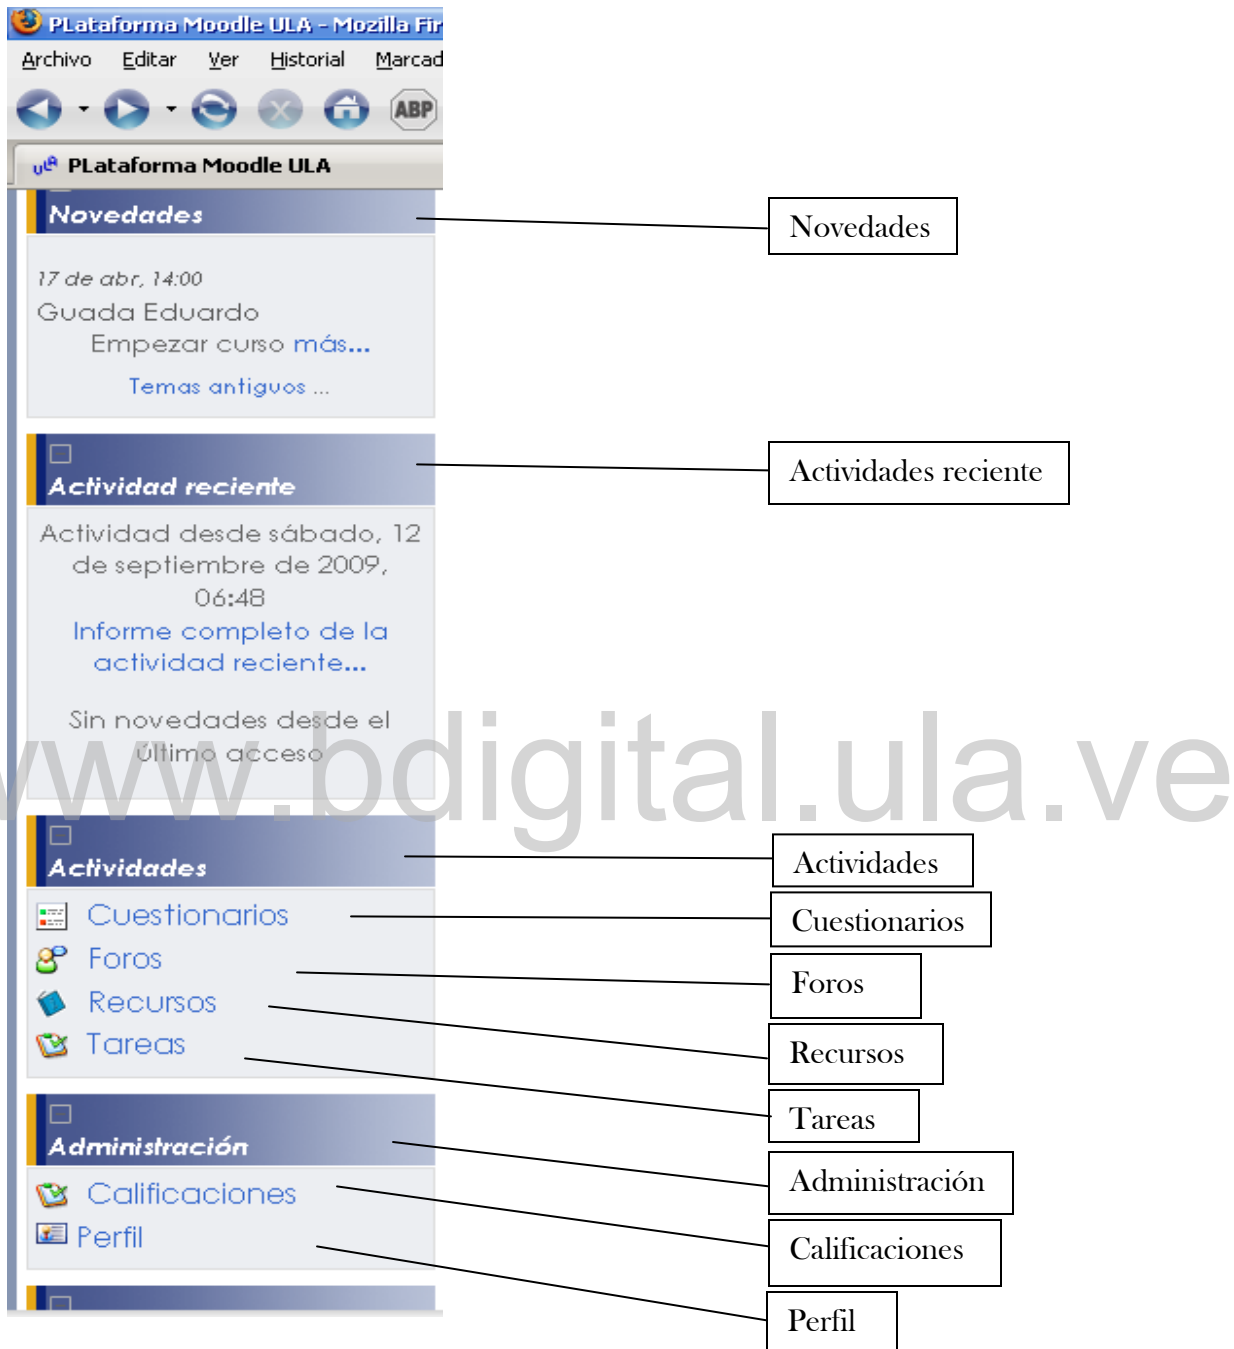 PLataforma Moodle ULA - Mozilla Fir
Archivo Editar Ver Historial Marcad
ABP
ULA PLataforma Moodle ULA
Novedades
Novedades
17 de abr, 14:00
Guada Eduardo
Empezar curso más...
Temas antiguos ...
Actividad reciente
Actividades reciente
Actividad desde sábado, 12
de septiembre de 2009,
06:48
Informe completo de la
actividad reciente...
Sin novedades desde el
último acceso
www.bdigital.ula.ve
Actividades
Actividades
Cuestionarios
Cuestionarios
Foros
Foros
Recursos
Recursos
Tareas
Tareas
Administración
Administración
Calificaciones
Calificaciones
Perfil
Perfil